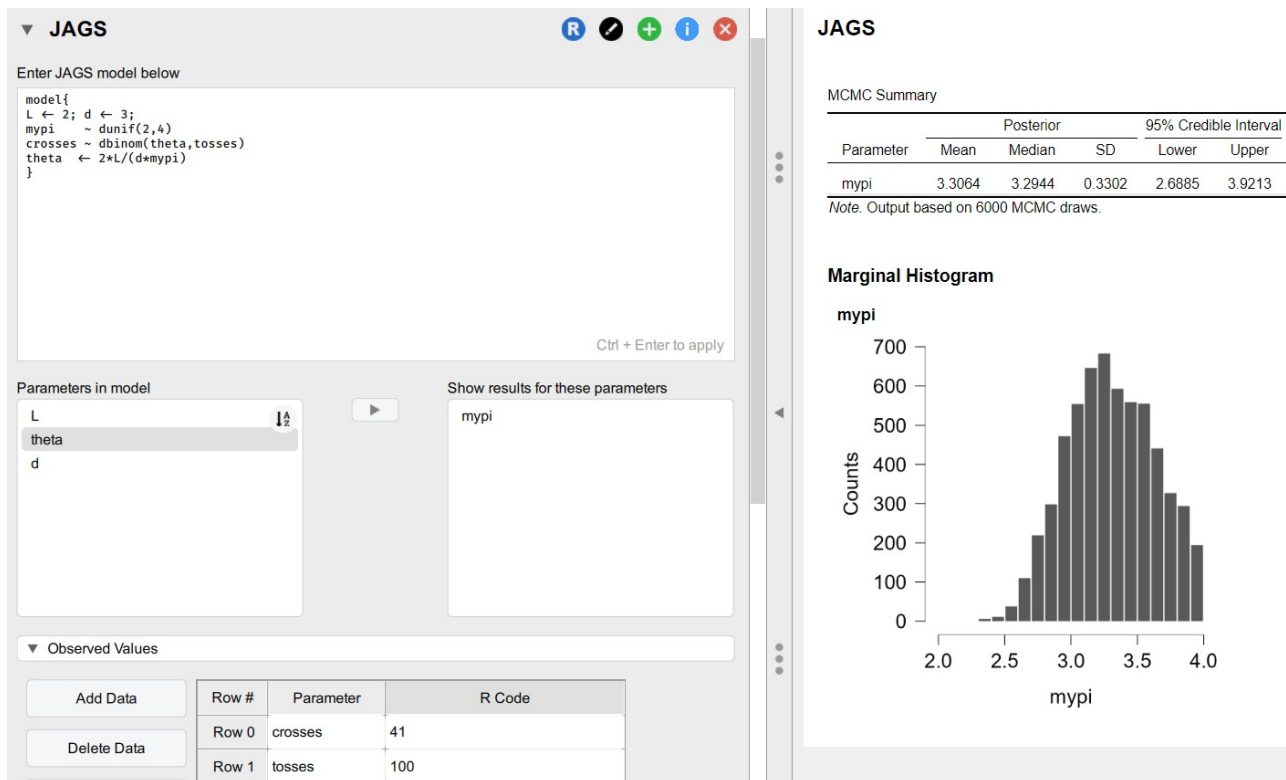 JAGS
R
i
Enter JAGS model below
model{
L ← 2; d ← 3;
mypi    ~ dunif(2,4)
crosses ~ dbinom(theta,tosses)
theta  ← 2*L/(d*mypi)
}
Ctrl + Enter to apply
Parameters in model
L
theta
d
A
Z
Show results for these parameters
mypi
Observed Values
Add Data
Delete Data
Row # Parameter R Code
Row 0 crosses 41
Row 1 tosses 100
JAGS
MCMC Summary
Posterior 95% Credible Interval
Parameter Mean Median SD Lower Upper
mypi 3.3064 3.2944 0.3302 2.6885 3.9213
Note. Output based on 6000 MCMC draws.
Marginal Histogram
mypi
Counts
700
600
500
400
300
200
100
0
2.0 2.5 3.0 3.5 4.0
mypi